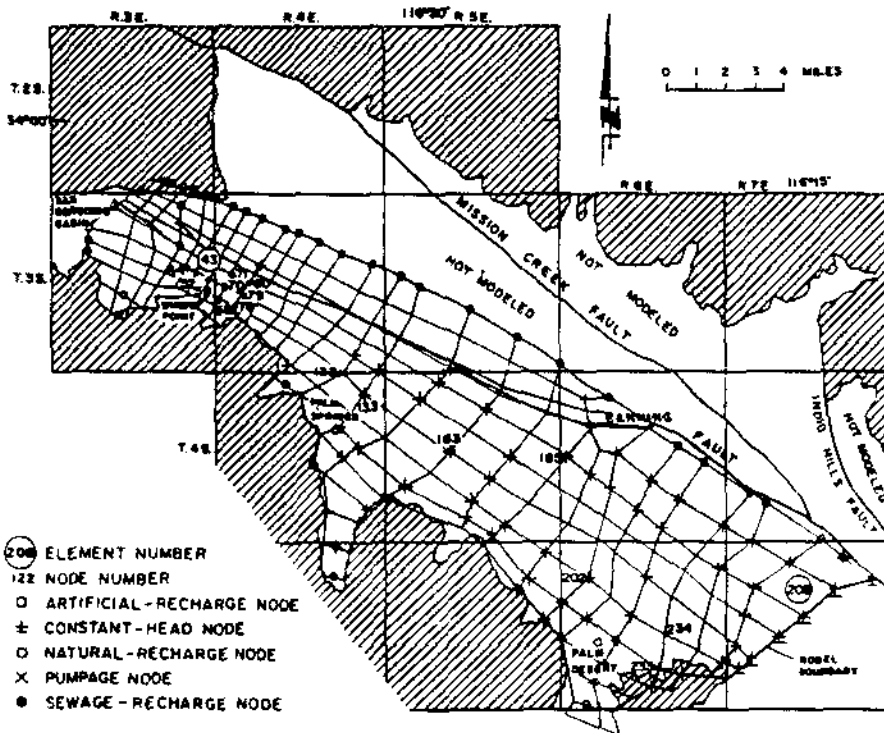 R.3E.
R.4E.
116°30'
R 5E.
T.2S.
34°00'
0 1 2 3 4 MILES
R 6E
R 7E
116°15'
T.3S
43
MISSION CREEK FAULT
NOT MODELED
NOT MODELED
POINT
133
PALM SPRINGS
163
T.4S
BANNING FAULT
INDIO HILLS FAULT
NOT MODELED
202
234
208
PALM DESERT
MODEL BOUNDARY
208 ELEMENT NUMBER
122 NODE NUMBER
ARTIFICIAL-RECHARGE NODE
CONSTANT-HEAD NODE
NATURAL-RECHARGE NODE
PUMPAGE NODE
SEWAGE-RECHARGE NODE